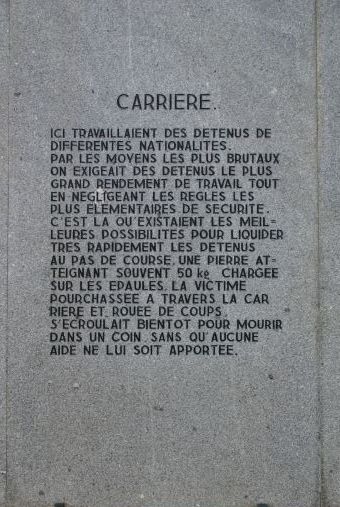 CARRIERE.
ICI TRAVAILLAIENT DES DETENUS DE
DIFFERENTES NATIONALITES.
PAR LES MOYENS LES PLUS BRUTAUX
ON EXIGEAIT DES DETENUS LE PLUS
GRAND RENDEMENT DE TRAVAIL TOUT
EN NEGLIGEANT LES REGLES LES
PLUS ELEMENTAIRES DE SECURITE.
C'EST LA QU'EXISTAIENT LES MEIL=
LEURES POSSIBILITES POUR LIQUIDER
TRES RAPIDEMENT LES DETENUS
AU PAS DE COURSE, UNE PIERRE AT=
TEIGNANT SOUVENT 50 kg CHARGEE
SUR LES EPAULES, LA VICTIME
POURCHASSEE A TRAVERS LA CAR
RIERE ET ROUEE DE COUPS,
S'ECROULAIT BIENTOT POUR MOURIR
DANS UN COIN, SANS QU'AUCUNE
AIDE NE LUI SOIT APPORTEE.